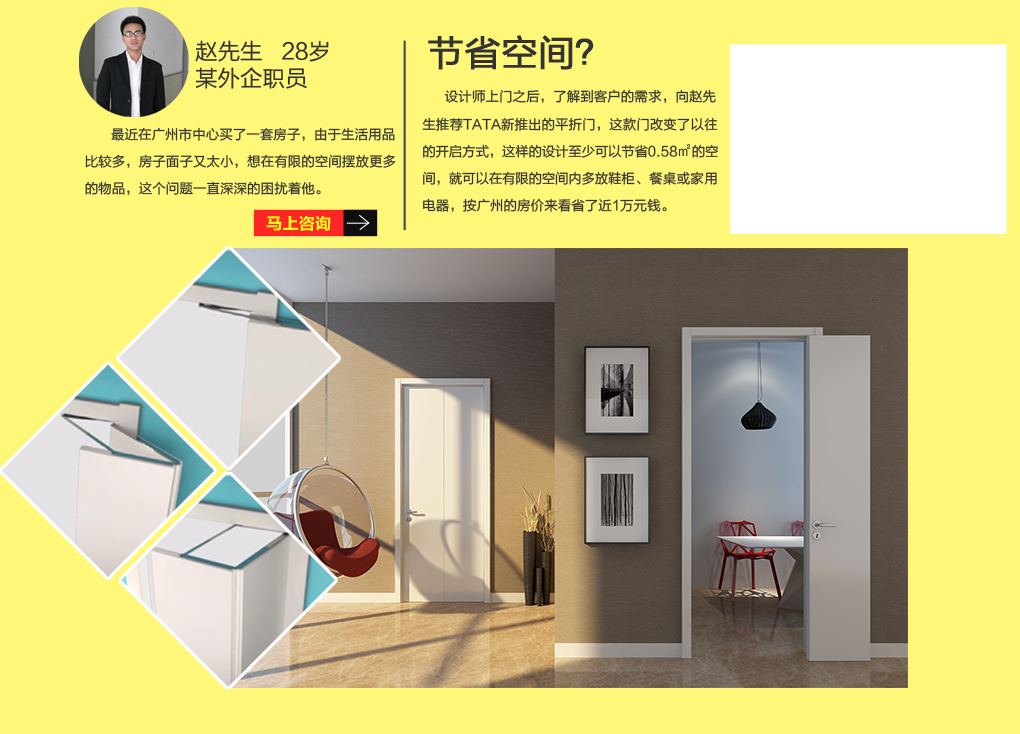 赵先生 28岁
某外企职员
最近在广州市中心买了一套房子，由于生活用品
比较多，房子面子又太小，想在有限的空间摆放更多
的物品，这个问题一直深深的困扰着他。
马上咨询
节省空间?
设计师上门之后，了解到客户的需求，向赵先
生推荐TATA新推出的平折门，这款门改变了以往
的开启方式，这样的设计至少可以节省0.58㎡的空
间，就可以在有限的空间内多放鞋柜、餐桌或家用
电器，按广州的房价来看省了近1万元钱。